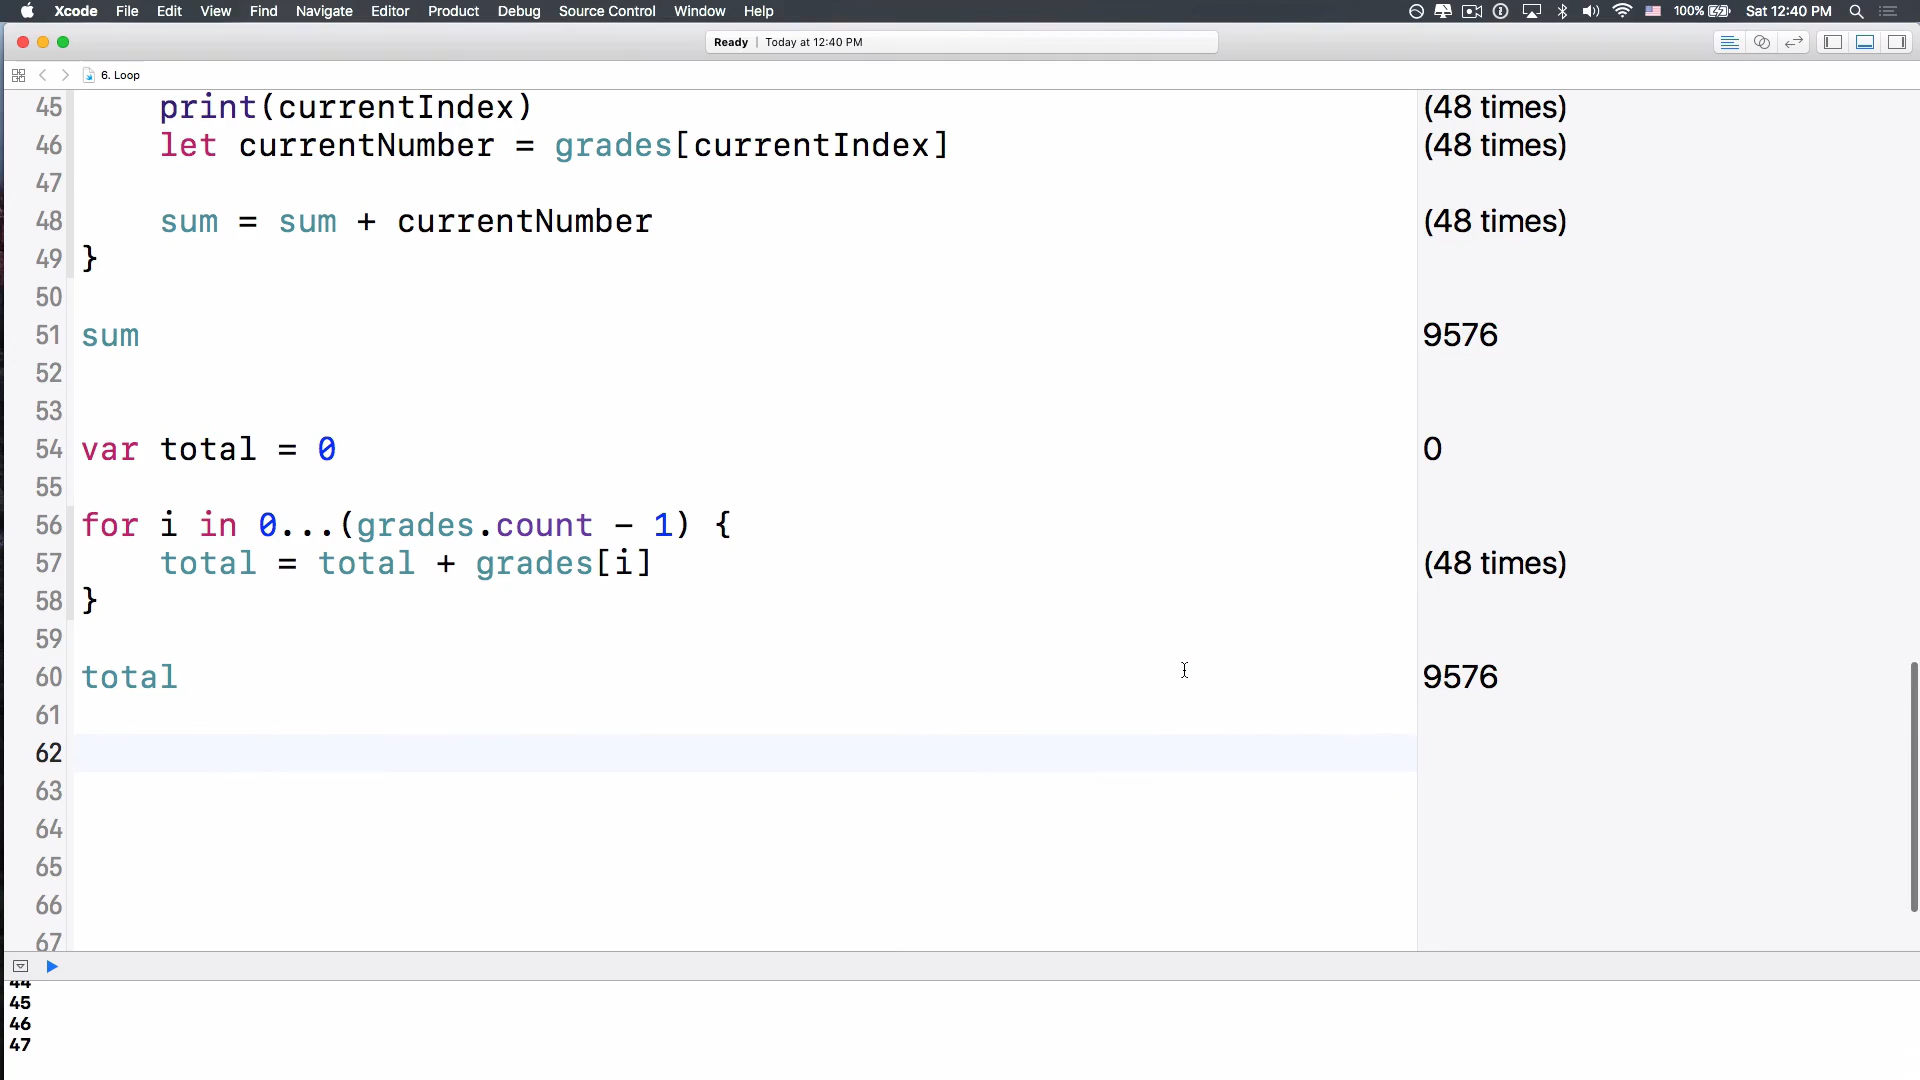 Xcode File Edit View Find Navigate Editor Product Debug Source Control Window Help 100% Sat 12:40 PM
Ready | Today at 12:40 PM
6. Loop
45 print(currentIndex) (48 times)
46 let currentNumber = grades[currentIndex] (48 times)
47
48 sum = sum + currentNumber (48 times)
49 }
50
51 sum 9576
52
53
54 var total = 0 0
55
56 for i in 0...(grades.count - 1) {
57 total = total + grades[i] (48 times)
58 }
59
60 total 9576
61
62
63
64
65
66
67
44
45
46
47